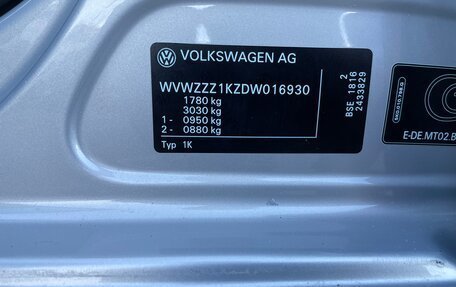 VOLKSWAGEN AG
WVWZZZ1KZDW016930
1780 kg
3030 kg
1 - 0950 kg
2 - 0880 kg
Typ 1K
2
BSE 1816
2433829
E-DE.MT02.B